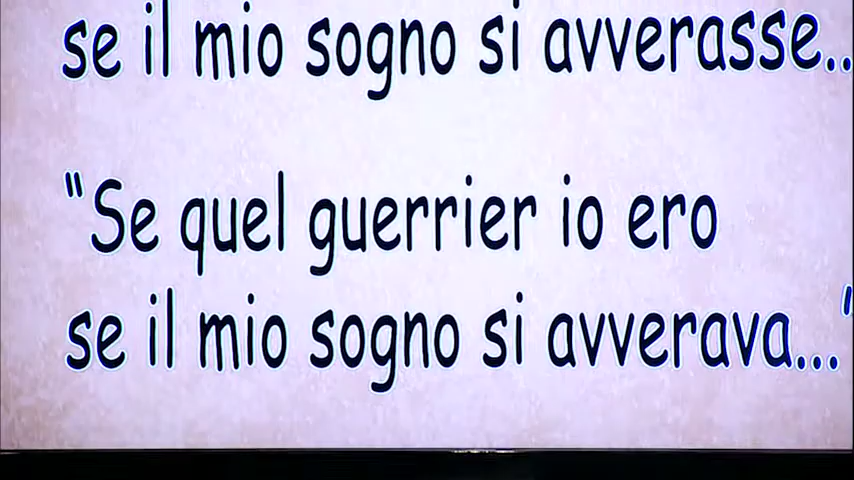 se il mio sogno si avverasse..
"Se quel guerrier io ero
se il mio sogno si avverava..."